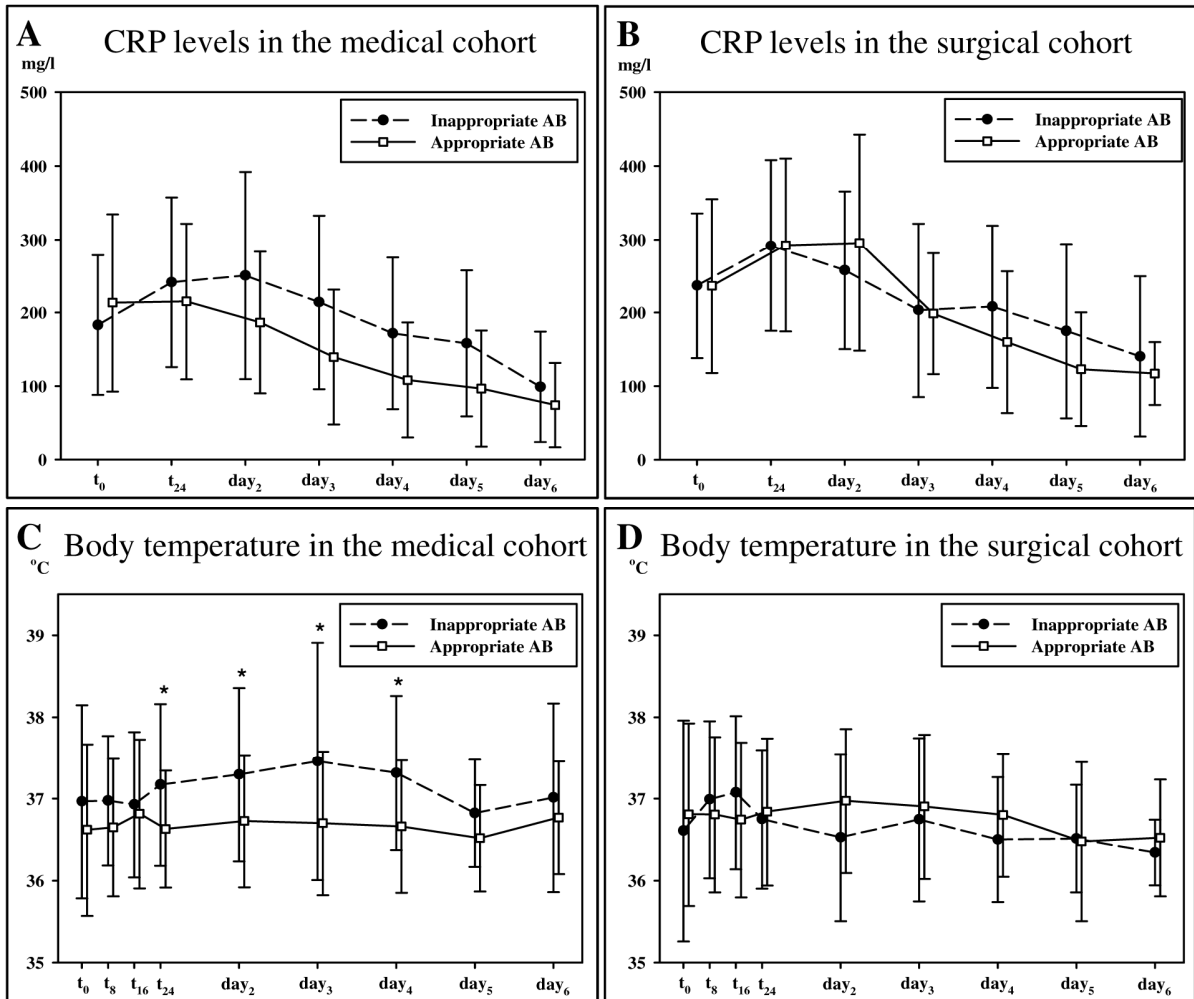 A CRP levels in the medical cohort
mg/l
500
400
300
200
100
0
Inappropriate AB
Appropriate AB
t0 t24 day2 day3 day4 day5 day6
B CRP levels in the surgical cohort
mg/l
500
400
300
200
100
0
Inappropriate AB
Appropriate AB
t0 t24 day2 day3 day4 day5 day6
C Body temperature in the medical cohort
°C
39
38
37
36
35
Inappropriate AB
Appropriate AB
* * * *
t0 t8 t16 t24 day2 day3 day4 day5 day6
D Body temperature in the surgical cohort
°C
39
38
37
36
35
Inappropriate AB
Appropriate AB
t0 t8 t16 t24 day2 day3 day4 day5 day6